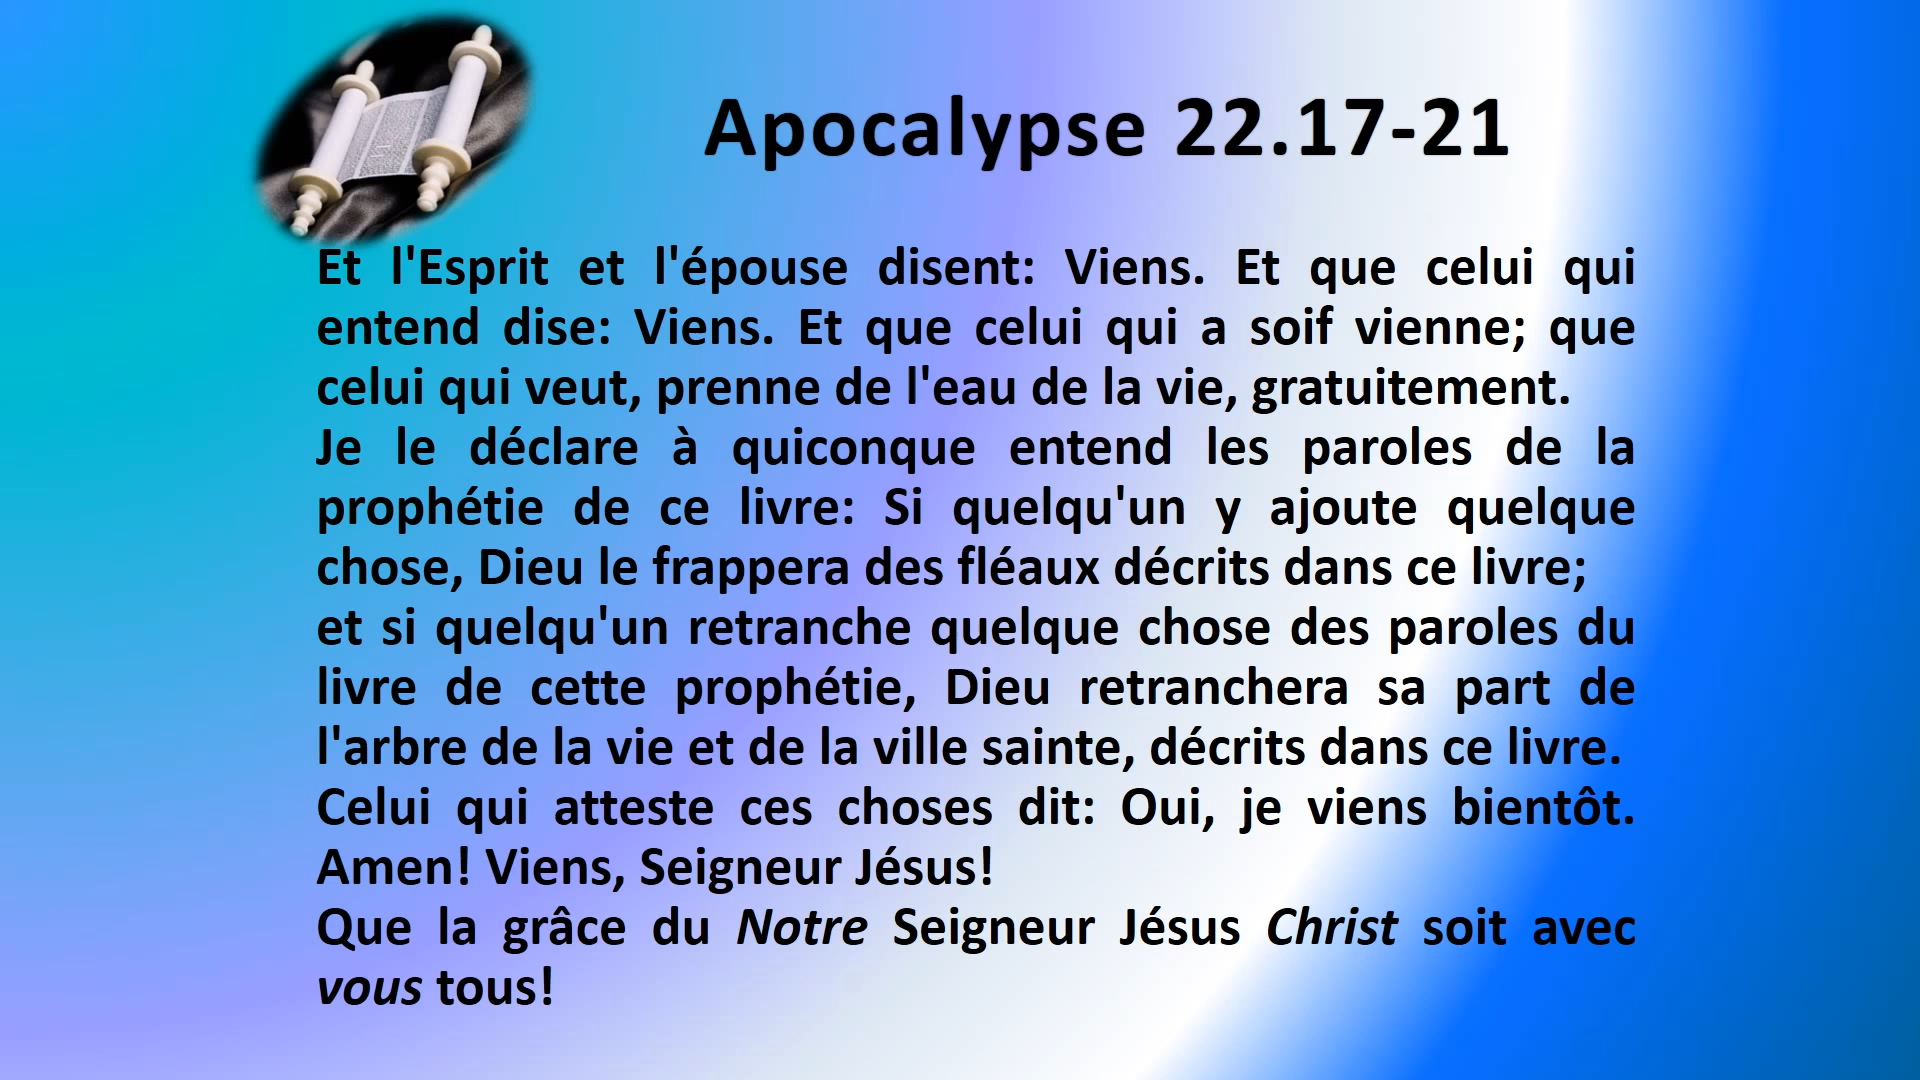 Apocalypse 22.17-21
Et l'Esprit et l'épouse disent: Viens. Et que celui qui
entend dise: Viens. Et que celui qui a soif vienne; que
celui qui veut, prenne de l'eau de la vie, gratuitement.
Je le déclare à quiconque entend les paroles de la
prophétie de ce livre: Si quelqu'un y ajoute quelque
chose, Dieu le frappera des fléaux décrits dans ce livre;
et si quelqu'un retranche quelque chose des paroles du
livre de cette prophétie, Dieu retranchera sa part de
l'arbre de la vie et de la ville sainte, décrits dans ce livre.
Celui qui atteste ces choses dit: Oui, je viens bientôt.
Amen! Viens, Seigneur Jésus!
Que la grâce du Notre Seigneur Jésus Christ soit avec
vous tous!